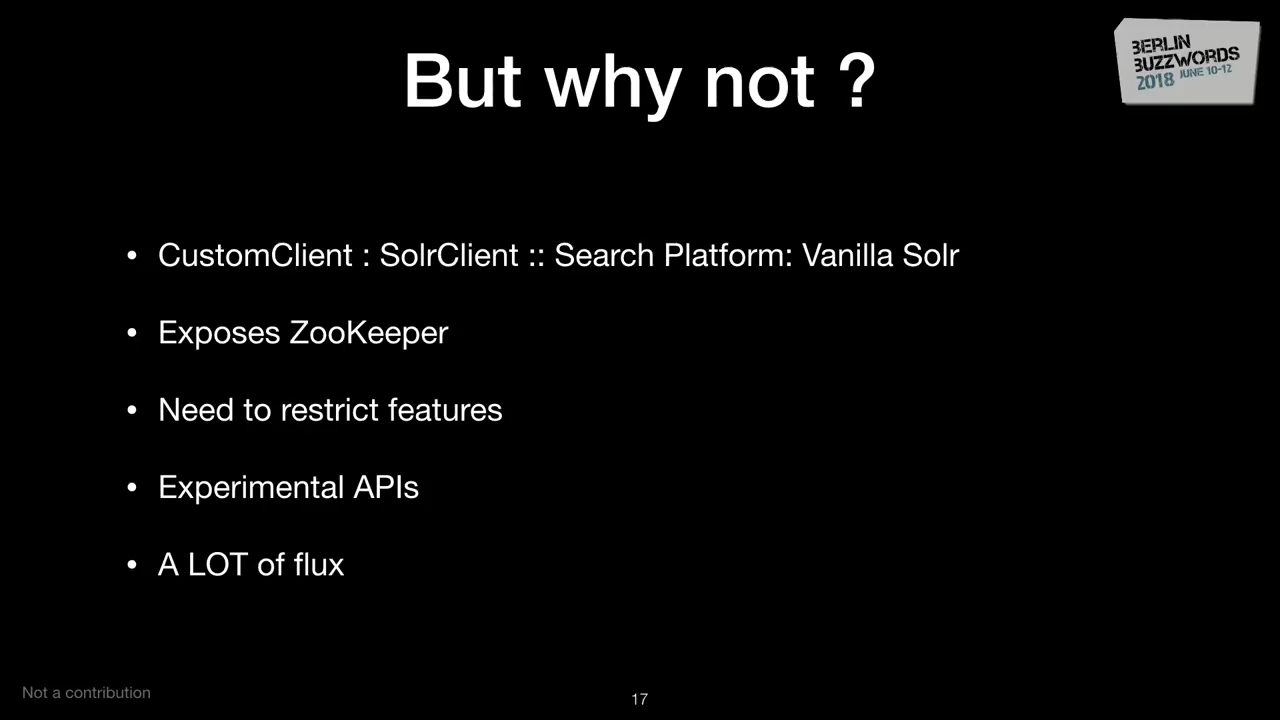 But why not ?
BERLIN
BUZZWORDS
2018 JUNE 10-12
• CustomClient : SolrClient :: Search Platform: Vanilla Solr
• Exposes ZooKeeper
• Need to restrict features
• Experimental APIs
• A LOT of flux
Not a contribution
17